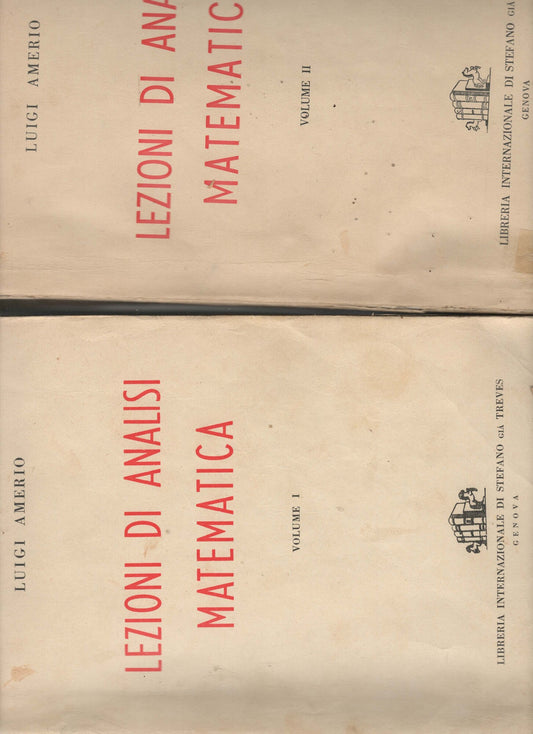 LUIGI AMERIO
LEZIONI DI ANA
MATEMATIC
VOLUME II
LIBRERIA INTERNAZIONALE DI STEFANO GIÀ
GENOVA
LUIGI AMERIO
LEZIONI DI ANALISI
MATEMATICA
VOLUME I
LIBRERIA INTERNAZIONALE DI STEFANO GIÀ TREVES
GENOVA